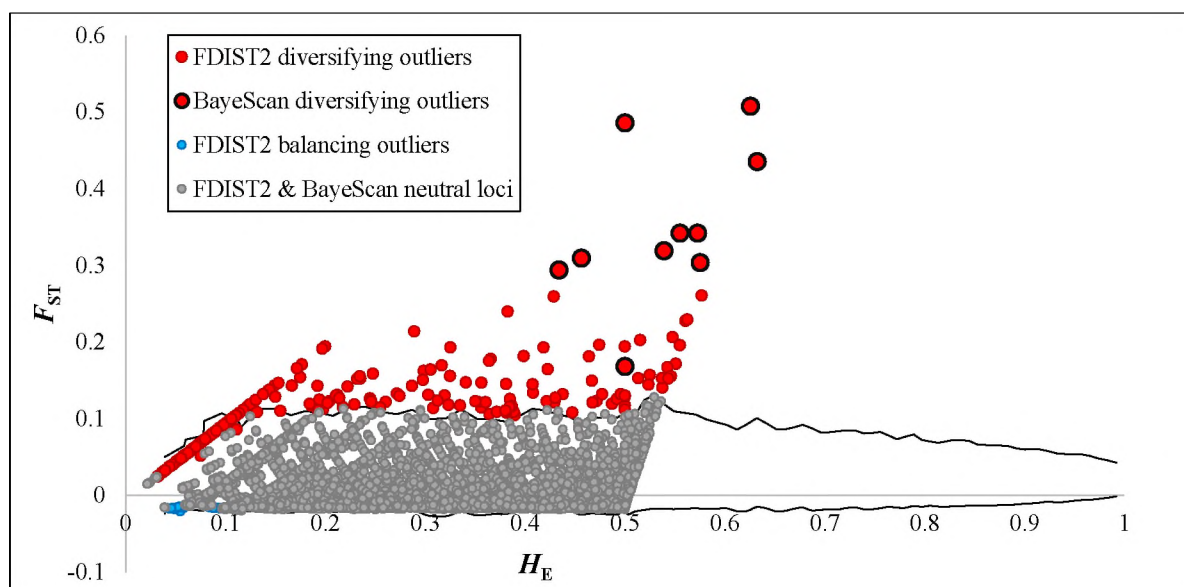 0.6
FDIST2 diversifying outliers
0.5
BayeScan diversifying outliers
FDIST2 balancing outliers
0.4
FDIST2 & BayeScan neutral loci
0.3
FST
0.2
0.1
0
0 0.1 0.2 0.3 0.4 0.5 0.6 0.7 0.8 0.9 1
-0.1
HE